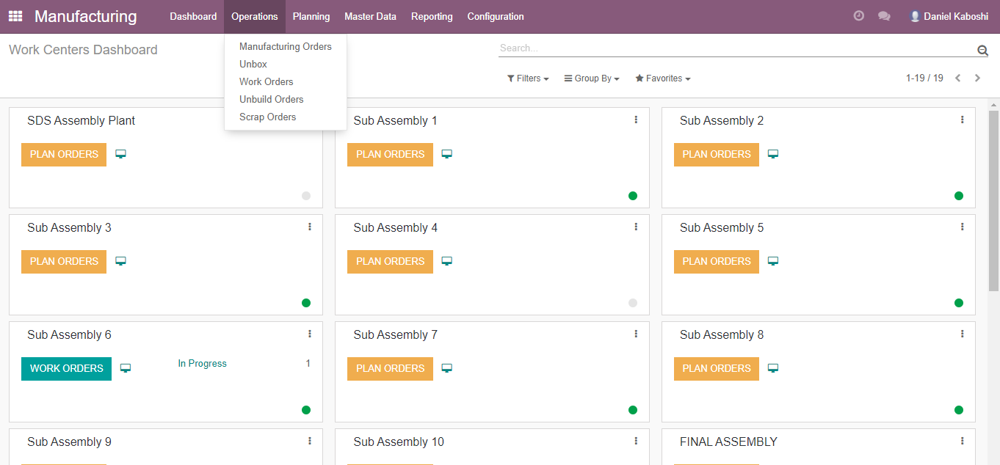 Manufacturing Dashboard Operations Planning Master Data Reporting Configuration Daniel Kaboshi
Work Centers Dashboard
Search...
Manufacturing Orders
Unbox
Work Orders
Unbuild Orders
Scrap Orders
Filters Group By Favorites 1-19 / 19
SDS Assembly Plant Sub Assembly 1 Sub Assembly 2
PLAN ORDERS PLAN ORDERS PLAN ORDERS
Sub Assembly 3 Sub Assembly 4 Sub Assembly 5
PLAN ORDERS PLAN ORDERS PLAN ORDERS
Sub Assembly 6 Sub Assembly 7 Sub Assembly 8
WORK ORDERS In Progress 1 PLAN ORDERS PLAN ORDERS
Sub Assembly 9 Sub Assembly 10 FINAL ASSEMBLY